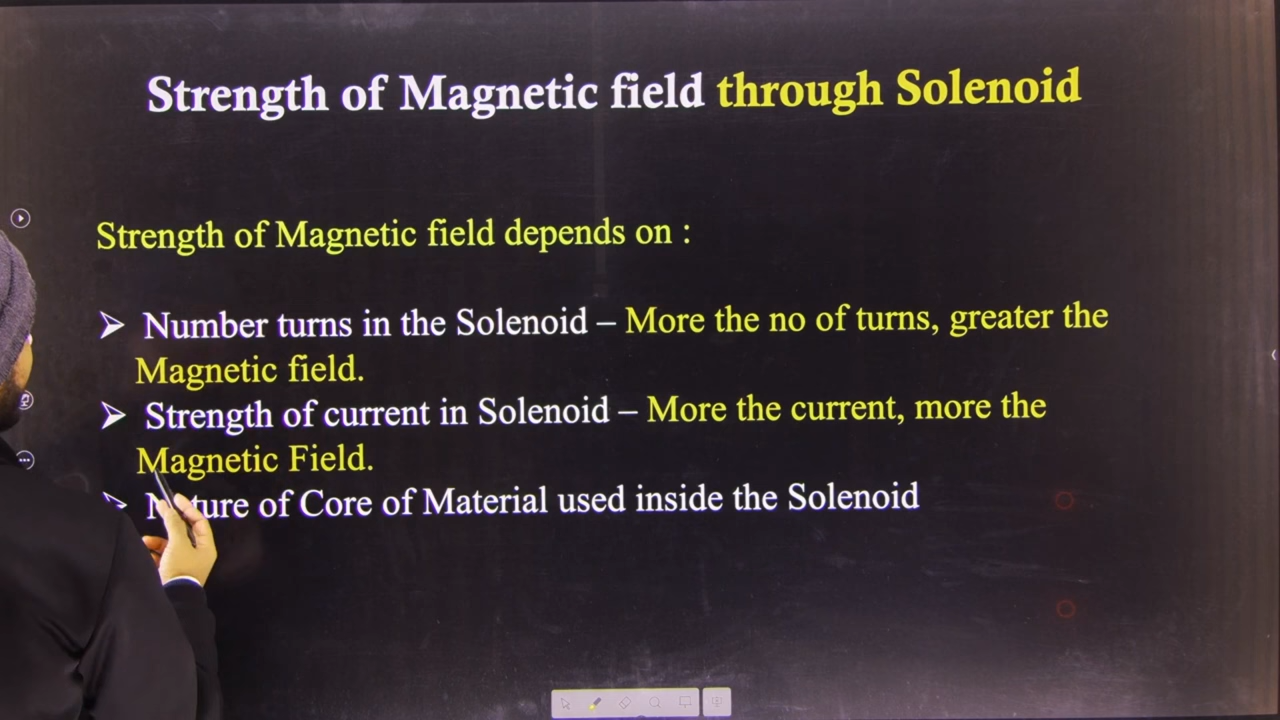 Strength of Magnetic field through Solenoid
Strength of Magnetic field depends on :
➤ Number turns in the Solenoid – More the no of turns, greater the
Magnetic field.
➤ Strength of current in Solenoid – More the current, more the
Magnetic Field.
➤ Nature of Core of Material used inside the Solenoid